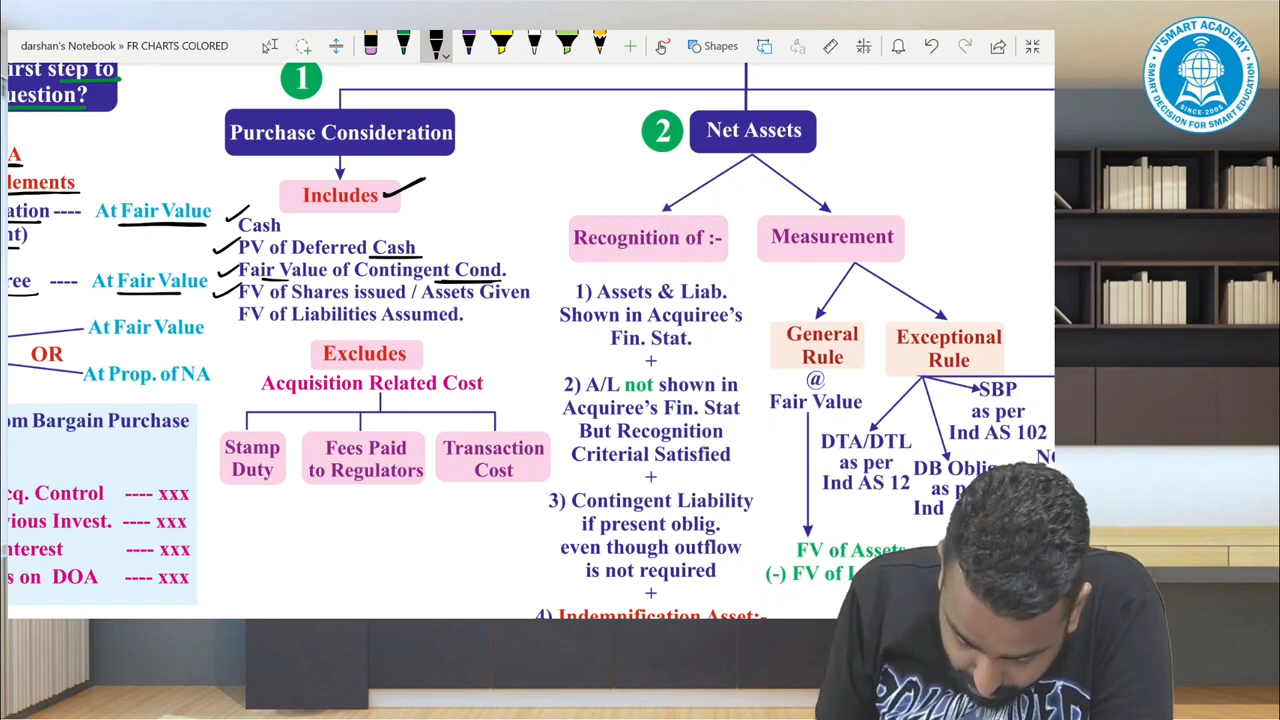 darshan's Notebook » FR CHARTS COLORED
Shapes
V'SMART ACADEMY
SMART DECISION FOR SMART EDUCATION
SINCE-2005
irst step to
uestion?
A
lements
ation ---- At Fair Value
nt)
ree ---- At Fair Value
At Fair Value
OR
At Prop. of NA
om Bargain Purchase
cq. Control ---- xxx
vious Invest. ---- xxx
nterest ---- xxx
s on DOA ---- xxx
1
Purchase Consideration
Includes
Cash
PV of Deferred Cash
Fair Value of Contingent Cond.
FV of Shares issued / Assets Given
FV of Liabilities Assumed.
Excludes
Acquisition Related Cost
Stamp
Duty
Fees Paid
to Regulators
Transaction
Cost
2
Net Assets
Recognition of :-
1) Assets & Liab.
Shown in Acquiree's
Fin. Stat.
+
2) A/L not shown in
Acquiree's Fin. Stat
But Recognition
Criterial Satisfied
+
3) Contingent Liability
if present oblig.
even though outflow
is not required
+
4) Indemnification Asset:-
Measurement
General
Rule
@
Fair Value
FV of Assets
(-) FV of L
Exceptional
Rule
SBP
as per
Ind AS 102
DTA/DTL
as per
Ind AS 12
DB Oblig
as p
Ind